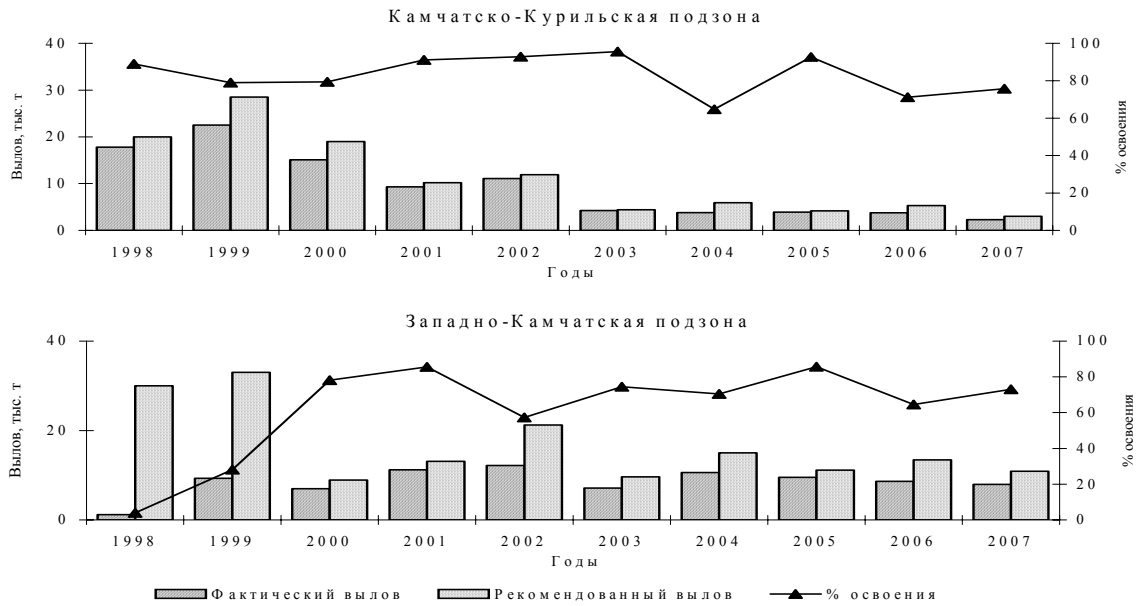 Камчатско-Курильская подзона
40
30
20
10
0
Вылов, тыс. т
100
80
60
40
20
0
% освоения
1998 1999 2000 2001 2002 2003 2004 2005 2006 2007
Годы
Западно-Камчатская подзона
40
20
0
Вылов, тыс. т
100
80
60
40
20
0
% освоения
1998 1999 2000 2001 2002 2003 2004 2005 2006 2007
Годы
Фактический вылов Рекомендованный вылов % освоения